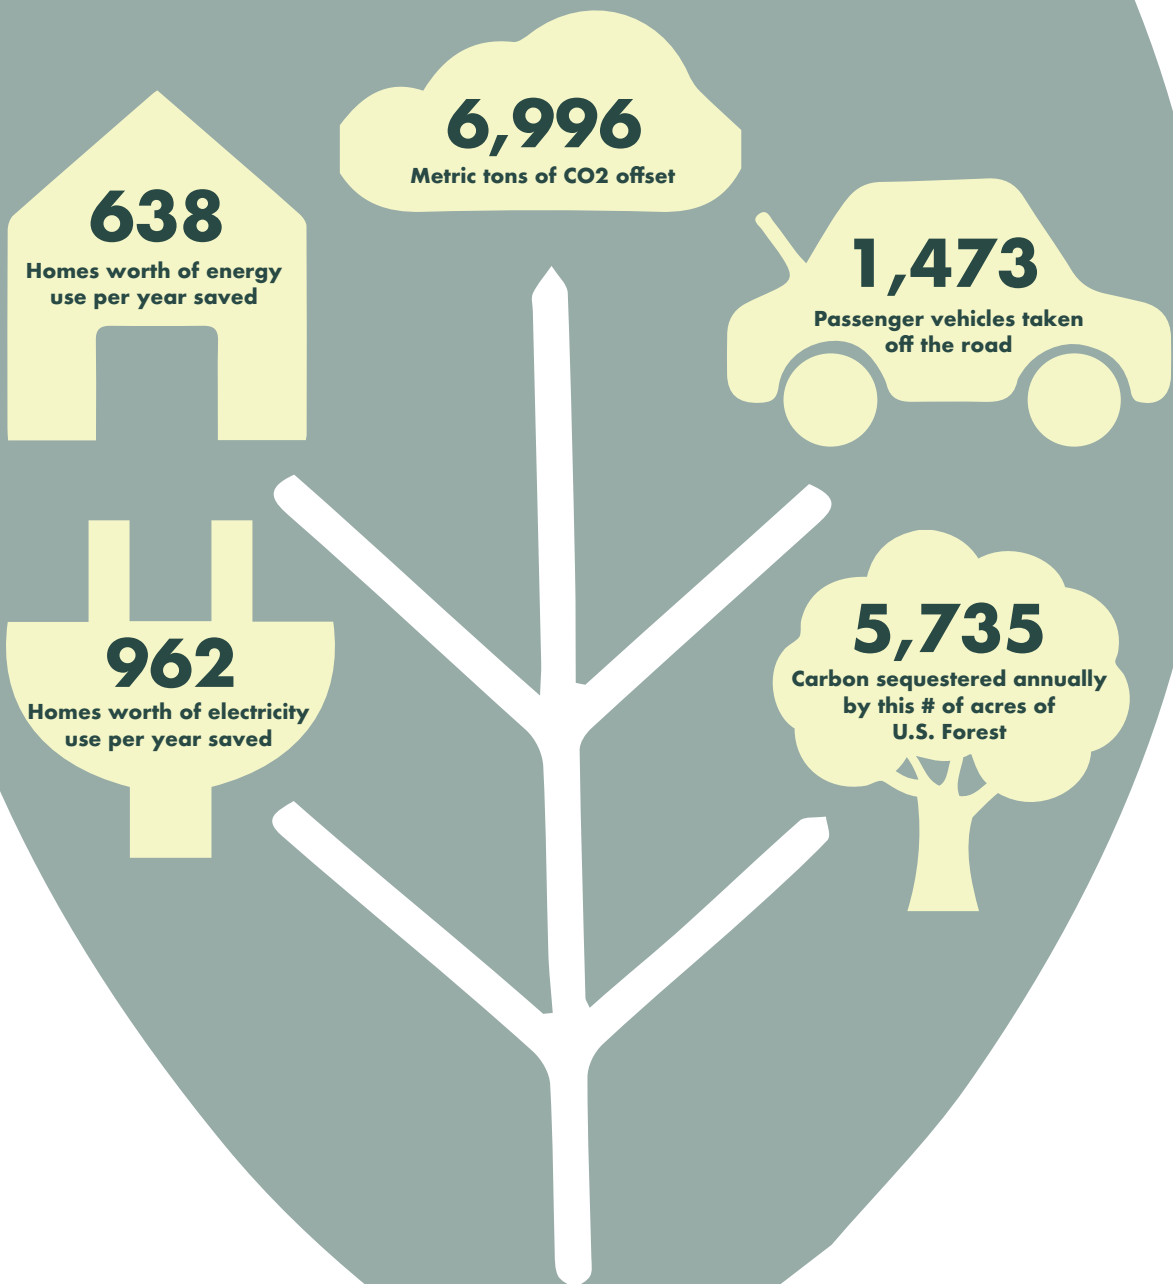 6,996
Metric tons of CO2 offset
638
Homes worth of energy
use per year saved
1,473
Passenger vehicles taken
off the road
962
Homes worth of electricity
use per year saved
5,735
Carbon sequestered annually
by this # of acres of
U.S. Forest